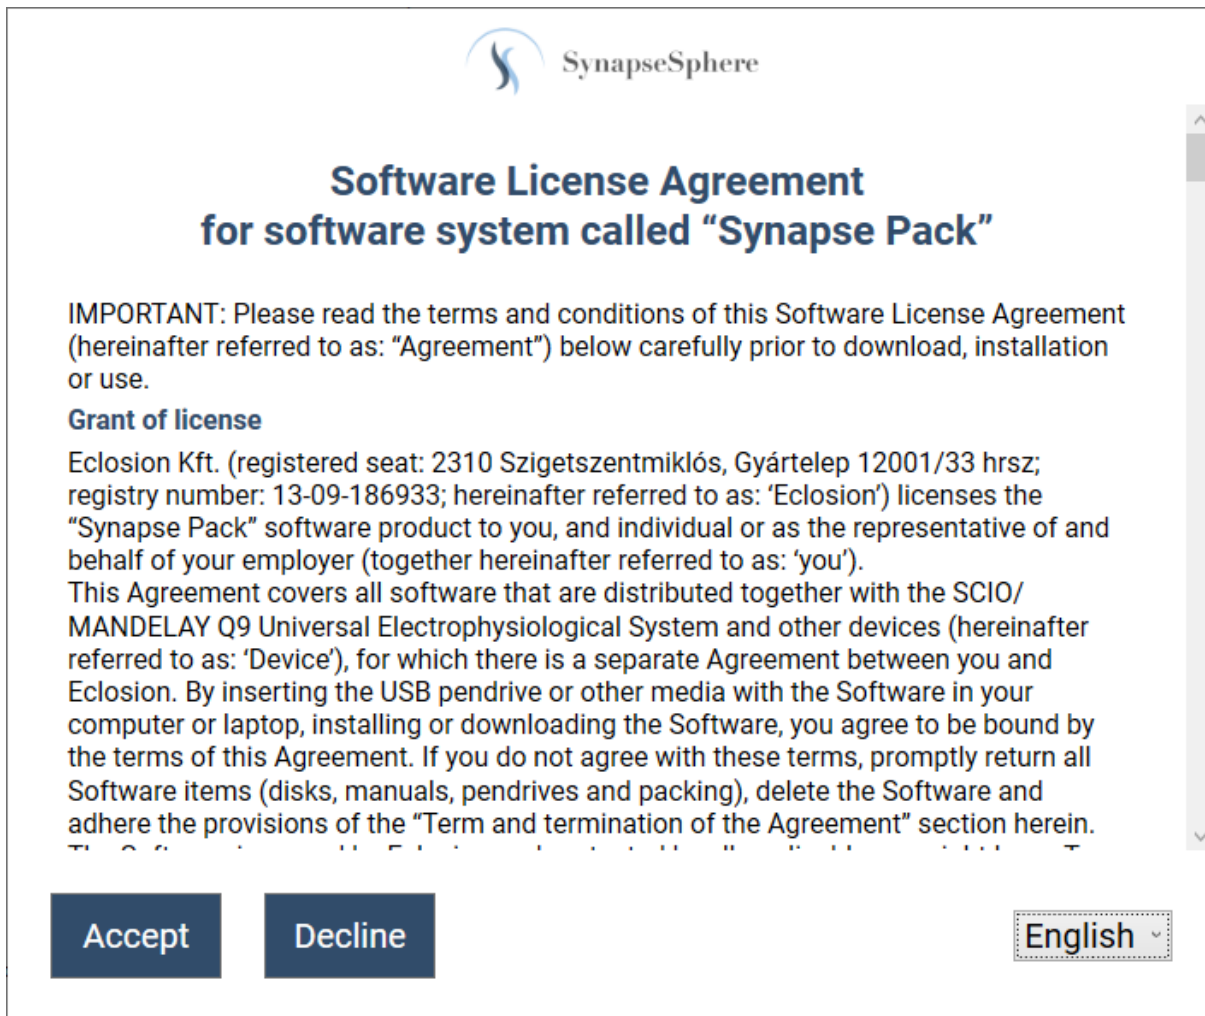 SynapseSphere
Software License Agreement
for software system called “Synapse Pack”
IMPORTANT: Please read the terms and conditions of this Software License Agreement
(hereinafter referred to as: “Agreement”) below carefully prior to download, installation
or use.
Grant of license
Eclosion Kft. (registered seat: 2310 Szigetszentmiklós, Gyártelep 12001/33 hrsz;
registry number: 13-09-186933; hereinafter referred to as: ‘Eclosion’) licenses the
“Synapse Pack” software product to you, and individual or as the representative of and
behalf of your employer (together hereinafter referred to as: ‘you’).
This Agreement covers all software that are distributed together with the SCIO/
MANDELAY Q9 Universal Electrophysiological System and other devices (hereinafter
referred to as: ‘Device’), for which there is a separate Agreement between you and
Eclosion. By inserting the USB pendrive or other media with the Software in your
computer or laptop, installing or downloading the Software, you agree to be bound by
the terms of this Agreement. If you do not agree with these terms, promptly return all
Software items (disks, manuals, pendrives and packing), delete the Software and
adhere the provisions of the “Term and termination of the Agreement” section herein.
Accept
Decline
English